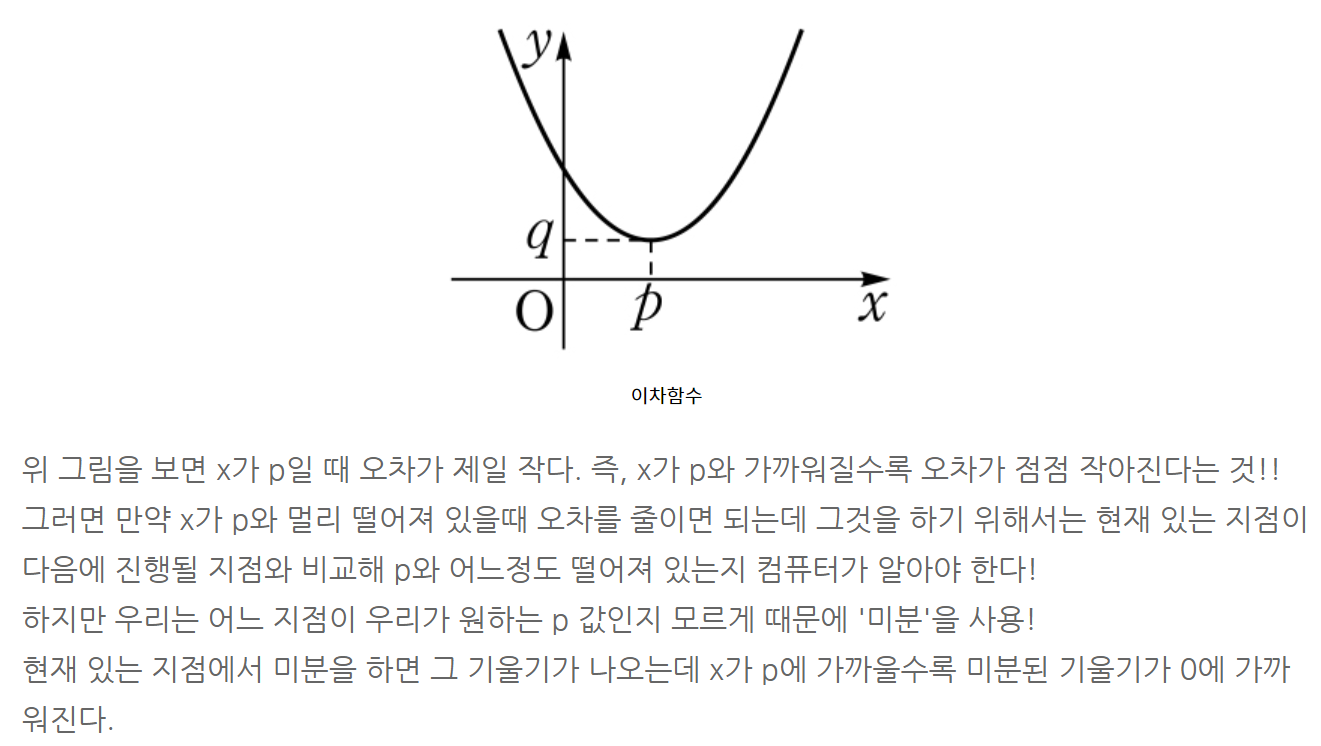 y
q
O
p
x
이차함수
위 그림을 보면 x가 p일 때 오차가 제일 작다. 즉, x가 p와 가까워질수록 오차가 점점 작아진다는 것!!
그러면 만약 x가 p와 멀리 떨어져 있을때 오차를 줄이면 되는데 그것을 하기 위해서는 현재 있는 지점이
다음에 진행될 지점와 비교해 p와 어느정도 떨어져 있는지 컴퓨터가 알아야 한다!
하지만 우리는 어느 지점이 우리가 원하는 p 값인지 모르게 때문에 '미분'을 사용!
현재 있는 지점에서 미분을 하면 그 기울기가 나오는데 x가 p에 가까울수록 미분된 기울기가 0에 가까
워진다.